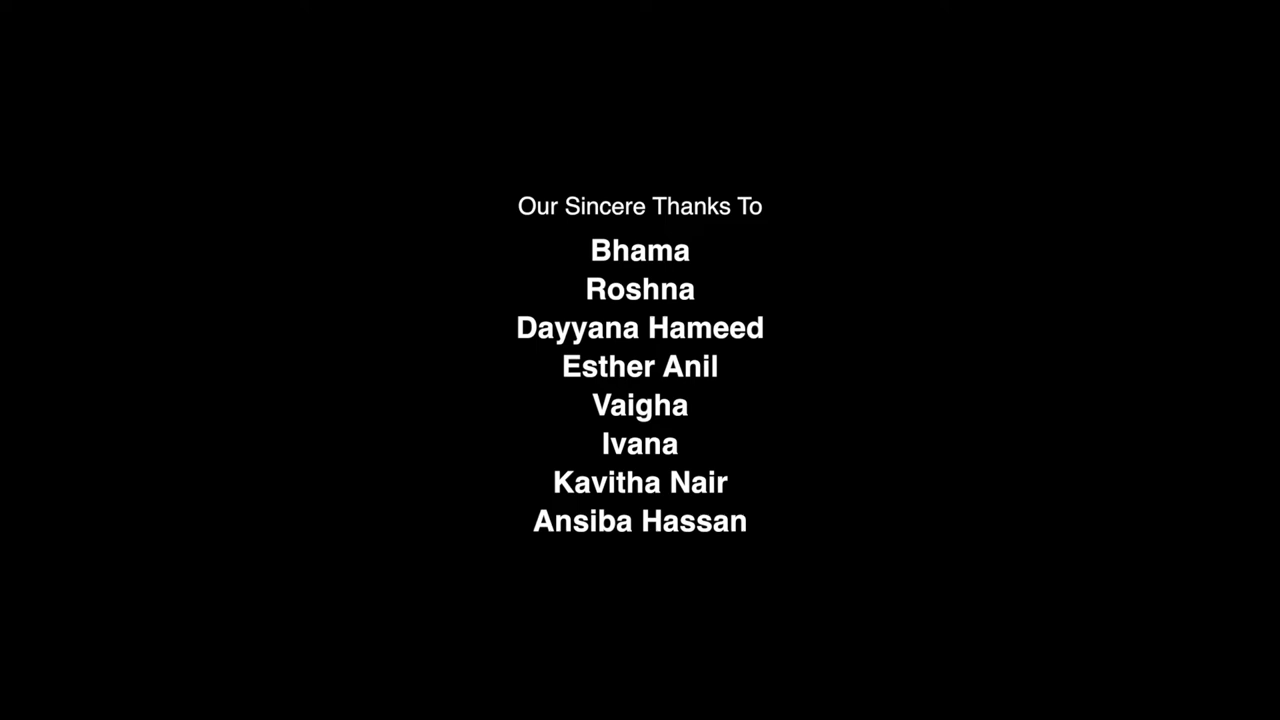 Our Sincere Thanks To
Bhama
Roshna
Dayyana Hameed
Esther Anil
Vaigha
Ivana
Kavitha Nair
Ansiba Hassan